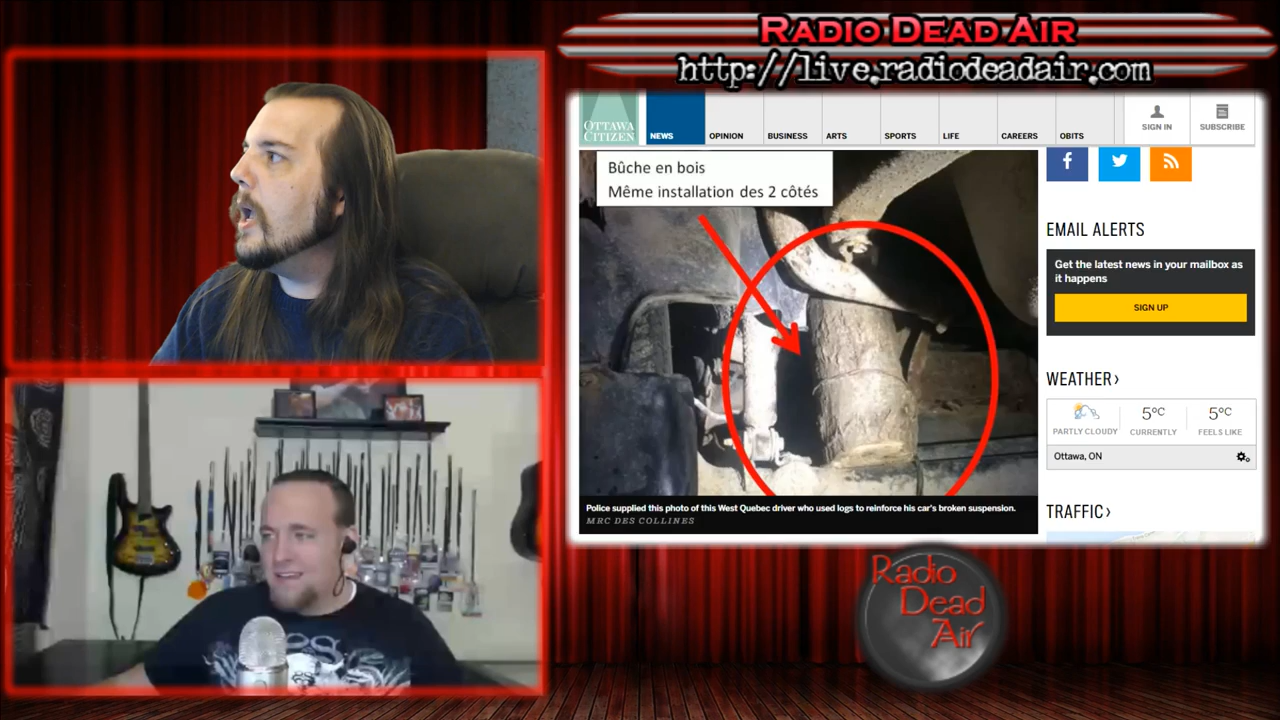 RADIO DEAD AIR
http://live.radiodeadair.com
OTTAWA
CITIZEN
NEWS
OPINION
BUSINESS
ARTS
SPORTS
LIFE
CAREERS
OBITS
SIGN IN
SUBSCRIBE
Bûche en bois
Même installation des 2 côtés
EMAIL ALERTS
Get the latest news in your mailbox as
it happens
SIGN UP
WEATHER›
PARTLY CLOUDY
5°C
CURRENTLY
5°C
FEELS LIKE
Ottawa, ON
TRAFFIC›
Police supplied this photo of this West Quebec driver who used logs to reinforce his car's broken suspension.
MRC DES COLLINES
Radio
Dead
Air